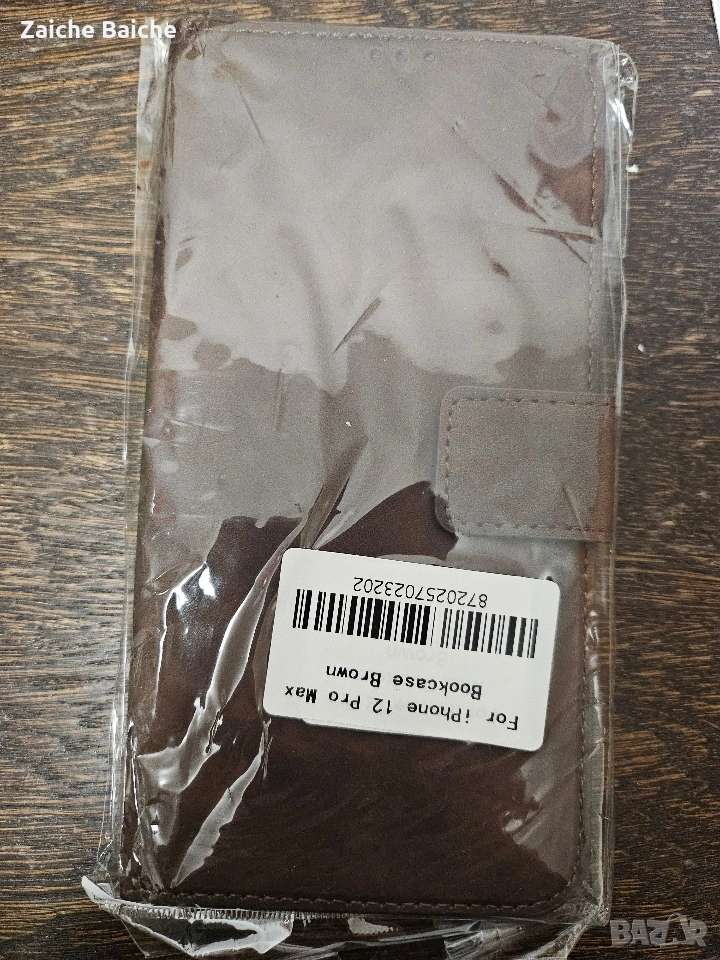 Zaiche Baiche
For iPhone 12 Pro Max
Bookcase Brown
8720257023202
BAZAR